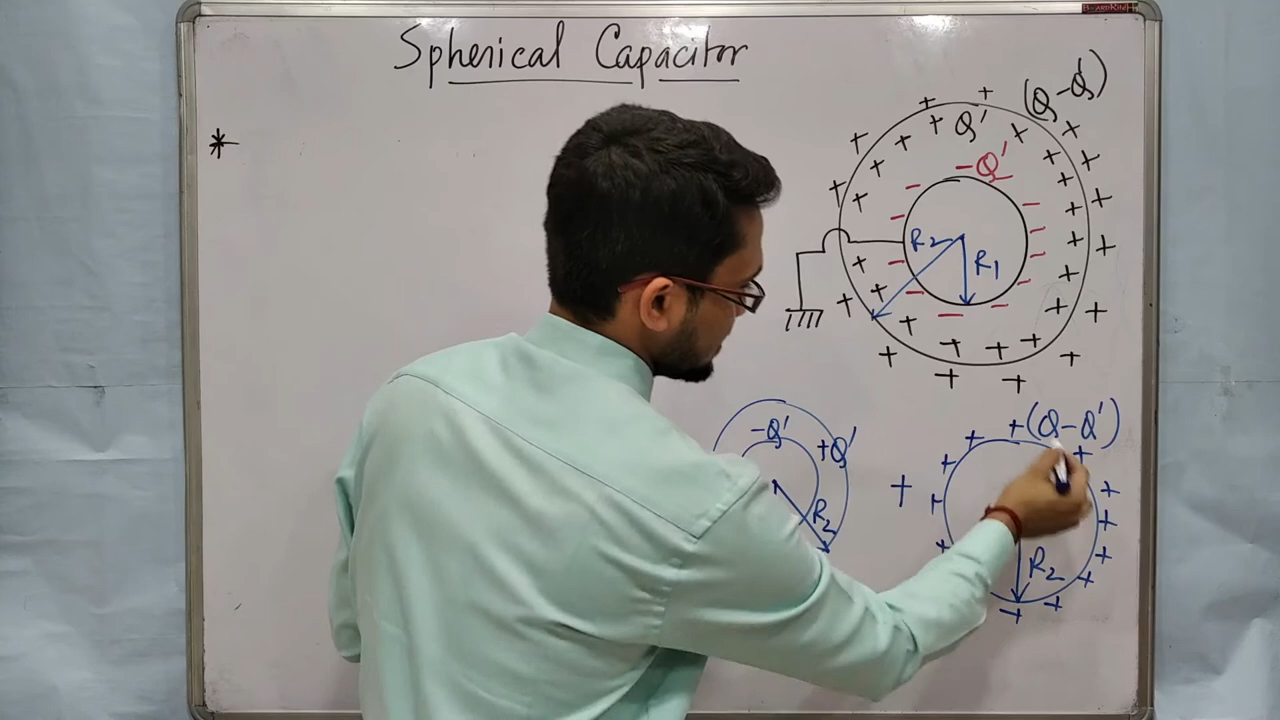 Spherical Capacitor
*
(Q-Q')
Q'
-Q'
R2
R1
-Q'
+Q'
R2
+
+(Q-Q')
R2